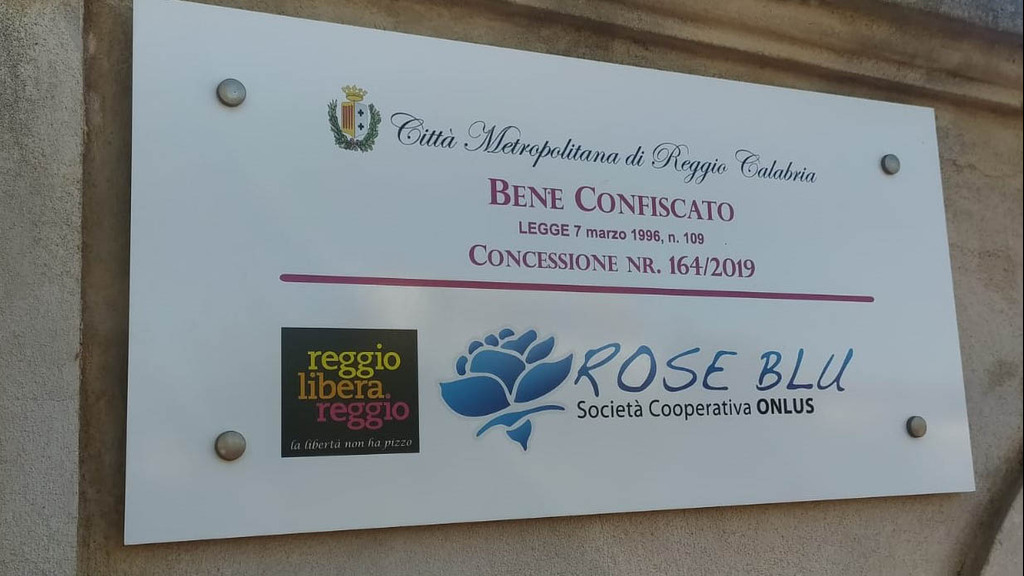 Città Metropolitana di Reggio Calabria
BENE CONFISCATO
LEGGE 7 marzo 1996, n. 109
CONCESSIONE NR. 164/2019
reggio
libera
reggio
la libertà non ha pizzo
ROSE BLU
Società Cooperativa ONLUS